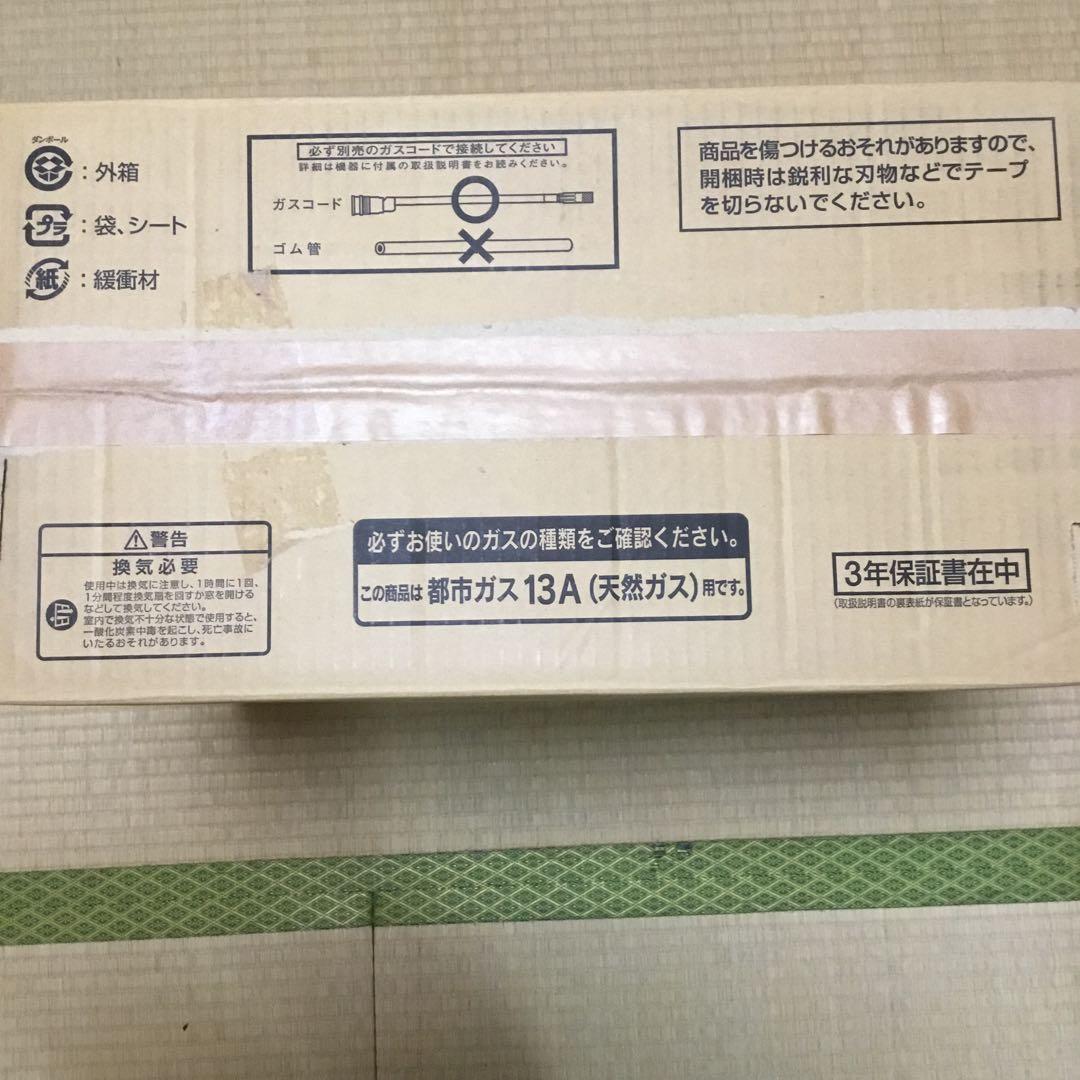 ダンボール
：外箱
プラ：袋、シート
紙：緩衝材
必ず別売のガスコードで接続してください
詳細は機器に付属の取扱説明書をお読みください。
ガスコード
ゴム管
商品を傷つけるおそれがありますので、
開梱時は鋭利な刃物などでテープ
を切らないでください。
警告
換気必要
使用中は換気に注意し、1時間に1回、
1分間程度換気扇を回すか窓を開ける
などして換気してください。
室内で換気不十分な状態で使用すると、
一酸化炭素中毒を起こし、死亡事故に
いたるおそれがあります。
必ずお使いのガスの種類をご確認ください。
この商品は 都市ガス13A（天然ガス）用です。
3年保証書在中
（取扱説明書の裏表紙が保証書となっています。）